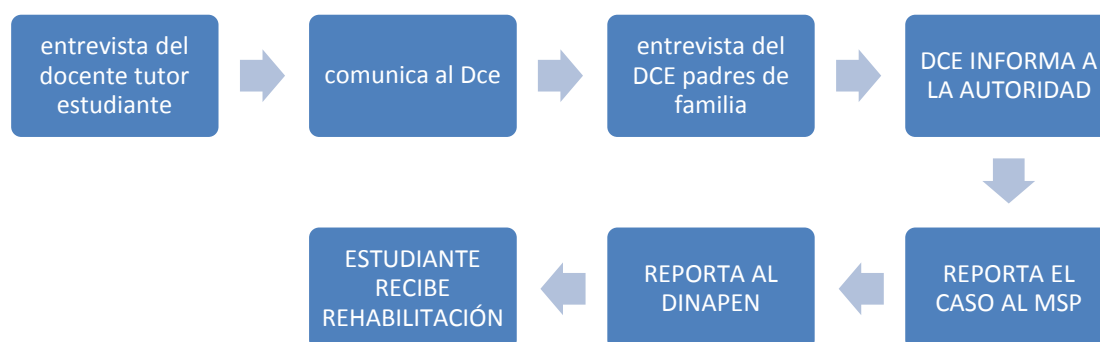 entrevista del
docente tutor
estudiante
comunica al Dce
entrevista del
DCE padres de
familia
DCE INFORMA A
LA AUTORIDAD
REPORTA EL
CASO AL MSP
REPORTA AL
DINAPEN
ESTUDIANTE
RECIBE
REHABILITACIÓN